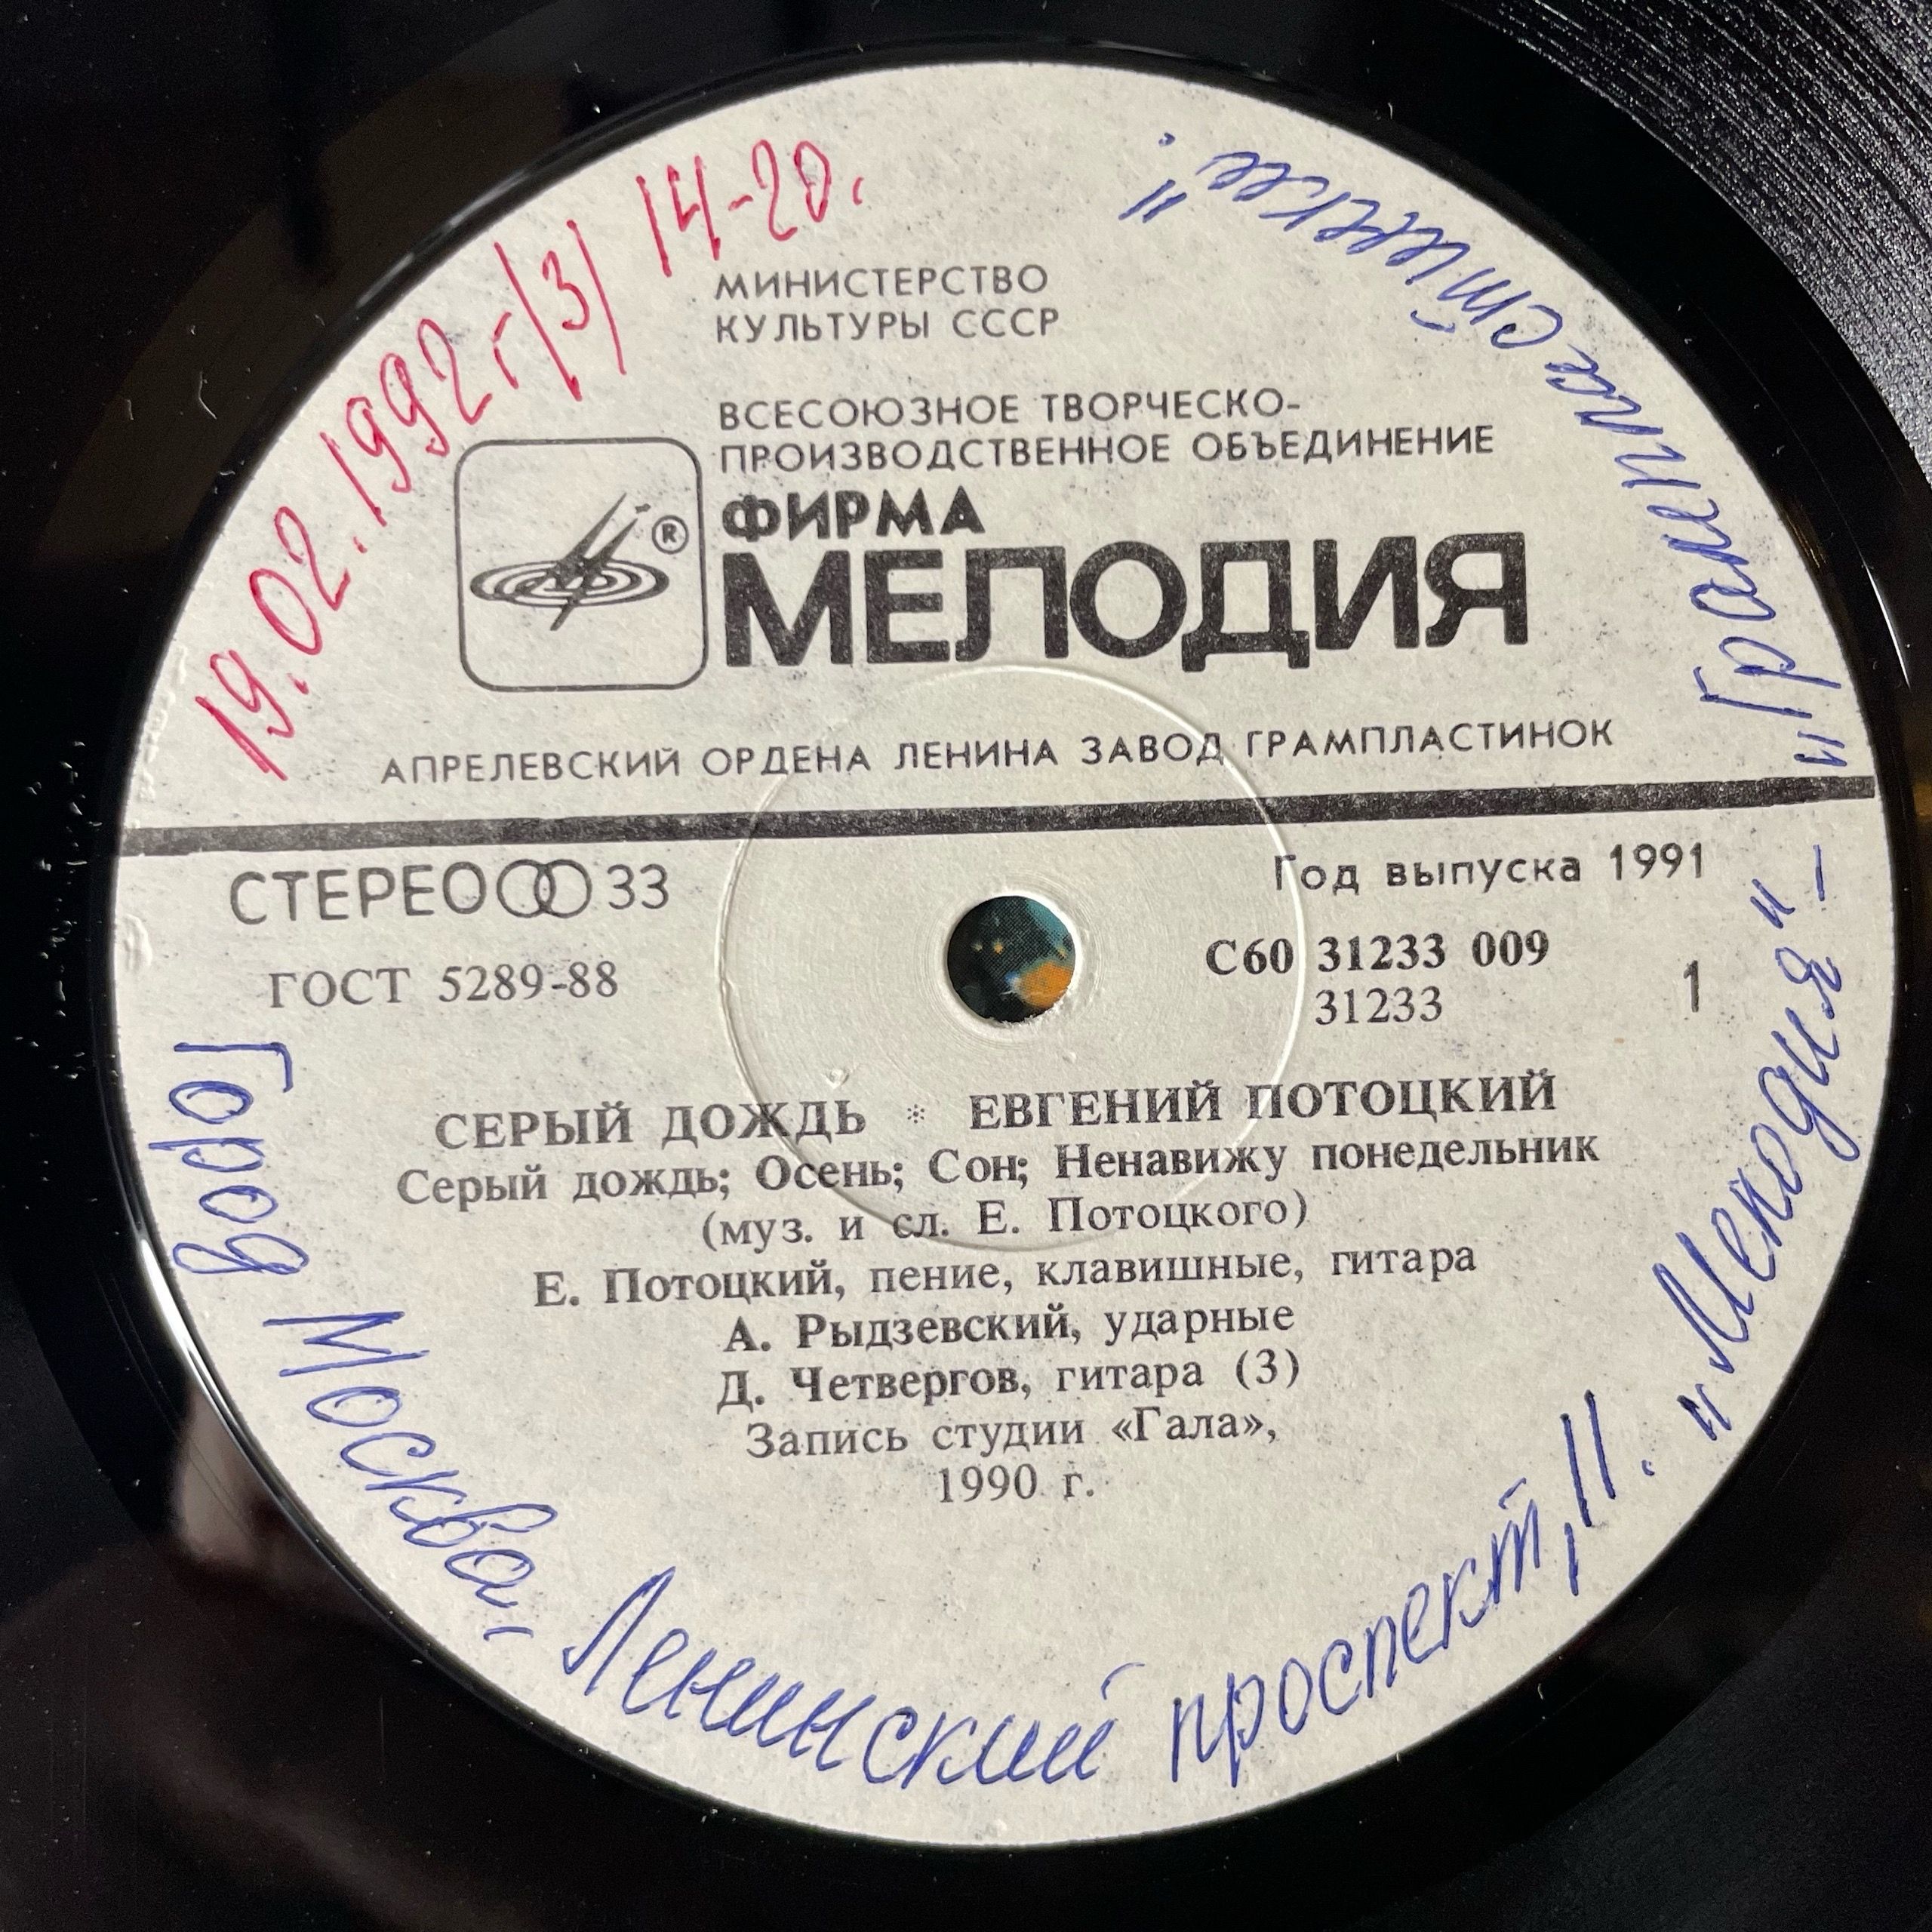 19.02.1992 г. (3) 14-20.
МИНИСТЕРСТВО
КУЛЬТУРЫ СССР
ВСЕСОЮЗНОЕ ТВОРЧЕСКО-
ПРОИЗВОДСТВЕННОЕ ОБЪЕДИНЕНИЕ
ФИРМА
МЕЛОДИЯ
®
АПРЕЛЕВСКИЙ ОРДЕНА ЛЕНИНА ЗАВОД ГРАМПЛАСТИНОК
СТЕРЕО 33
Год выпуска 1991
ГОСТ 5289-88
С60 31233 009
31233
1
СЕРЫЙ ДОЖДЬ * ЕВГЕНИЙ ПОТОЦКИЙ
Серый дождь; Осень; Сон; Ненавижу понедельник
(муз. и сл. Е. Потоцкого)
Е. Потоцкий, пение, клавишные, гитара
А. Рыдзевский, ударные
Д. Четвергов, гитара (3)
Запись студии «Гала»,
1990 г.
Город Москва, Ленинский проспект, 11. "Мелодия" -
"Грампластинки".